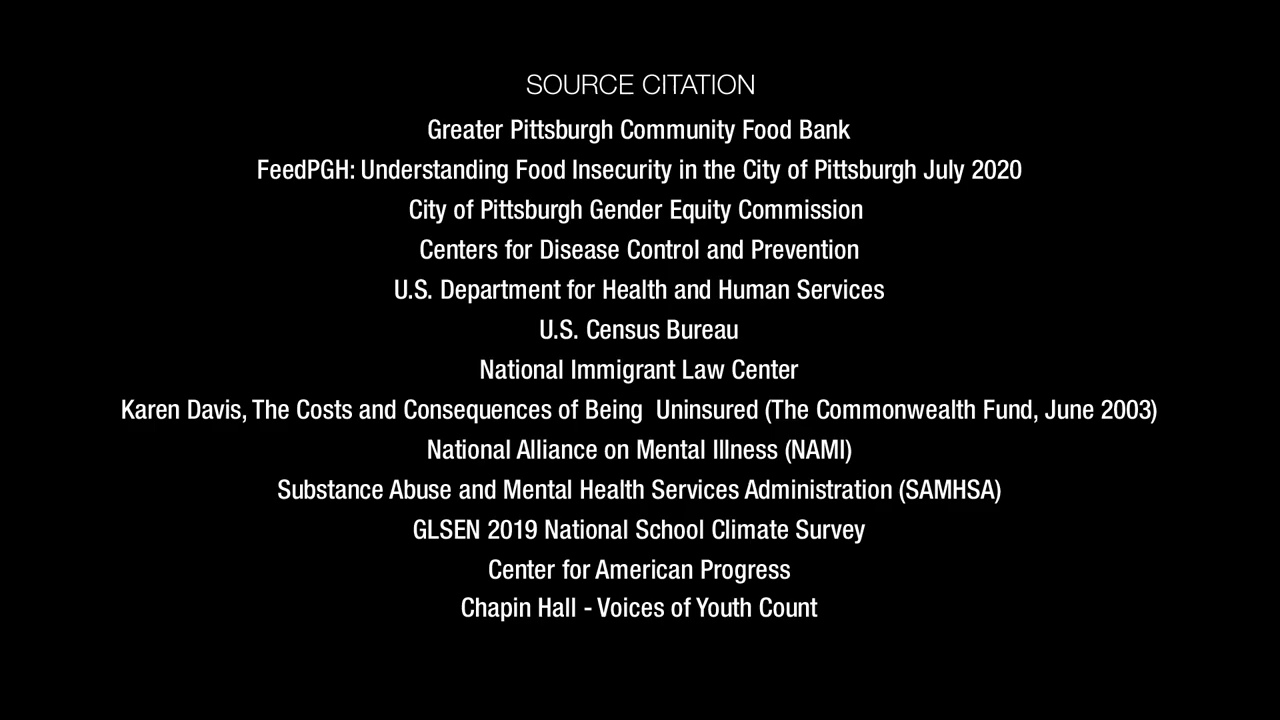 SOURCE CITATION
Greater Pittsburgh Community Food Bank
FeedPGH: Understanding Food Insecurity in the City of Pittsburgh July 2020
City of Pittsburgh Gender Equity Commission
Centers for Disease Control and Prevention
U.S. Department for Health and Human Services
U.S. Census Bureau
National Immigrant Law Center
Karen Davis, The Costs and Consequences of Being  Uninsured (The Commonwealth Fund, June 2003)
National Alliance on Mental Illness (NAMI)
Substance Abuse and Mental Health Services Administration (SAMHSA)
GLSEN 2019 National School Climate Survey
Center for American Progress
Chapin Hall - Voices of Youth Count